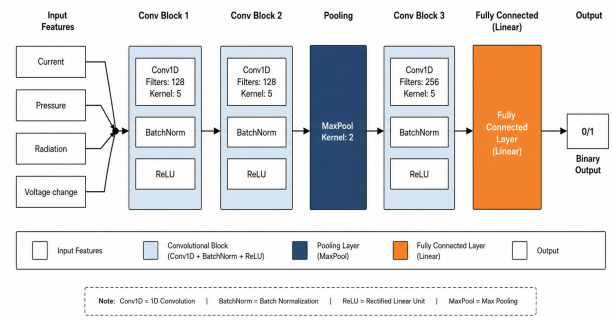 Input
Features
Conv Block 1
Conv Block 2
Pooling
Conv Block 3
Fully Connected
(Linear)
Output
Current
Pressure
Radiation
Voltage change
Conv1D
Filters: 128
Kernel: 5
BatchNorm
ReLU
Conv1D
Filters: 128
Kernel: 5
BatchNorm
ReLU
MaxPool
Kernel: 2
Conv1D
Filters: 256
Kernel: 5
BatchNorm
ReLU
Fully
Connected
Layer
(Linear)
0/1
Binary
Output
Input Features
Convolutional Block
(Conv1D + BatchNorm + ReLU)
Pooling Layer
(MaxPool)
Fully Connected Layer
(Linear)
Output
Note: Conv1D = 1D Convolution | BatchNorm = Batch Normalization | ReLU = Rectified Linear Unit | MaxPool = Max Pooling